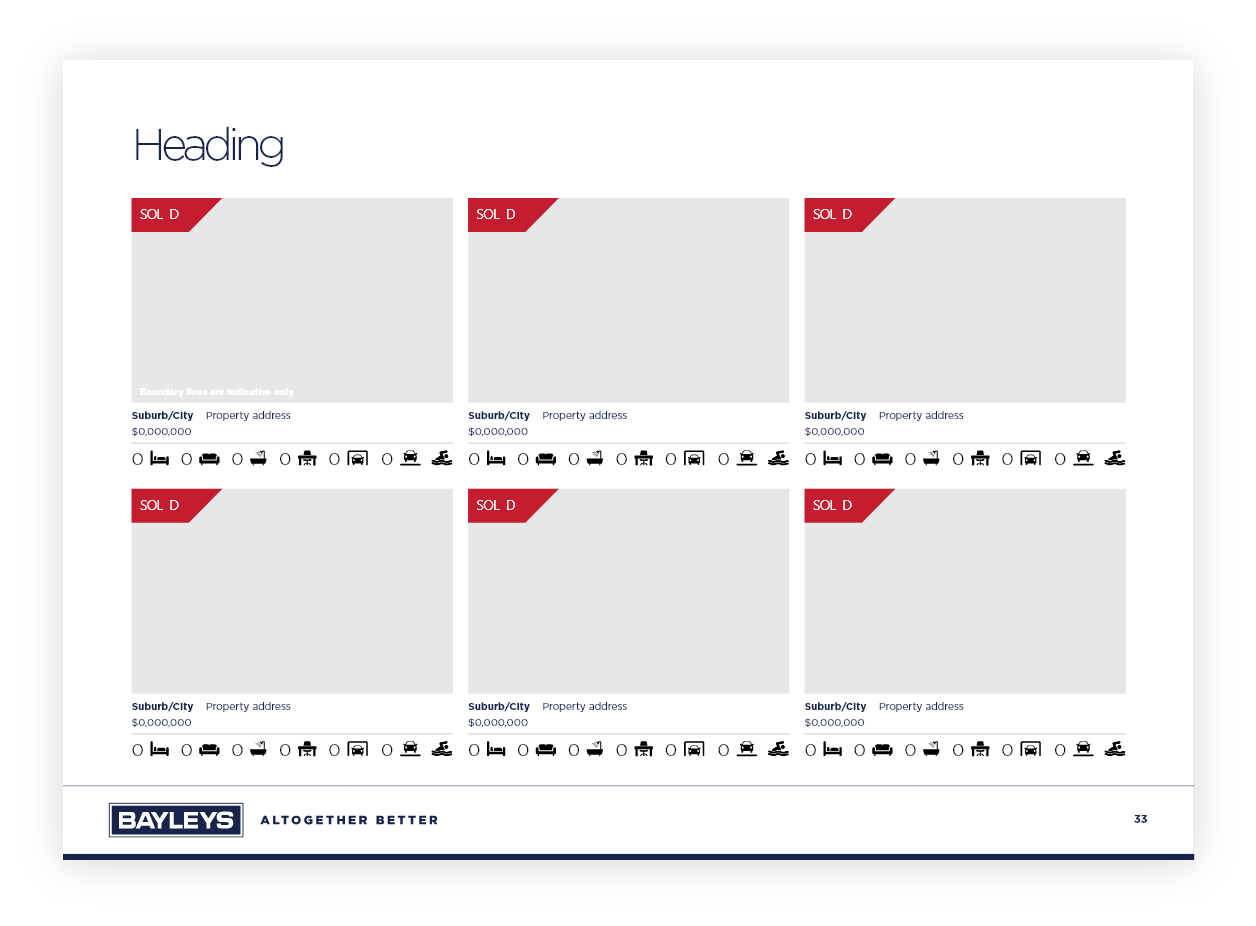 Heading
SOL D SOL D SOL D
Boundary lines are indicative only
Suburb/City Property address Suburb/City Property address Suburb/City Property address
$0,000,000 $0,000,000 $0,000,000
0 0 0 0 0 0 0 0 0 0 0 0 0 0 0 0 0 0
SOL D SOL D SOL D
Suburb/City Property address Suburb/City Property address Suburb/City Property address
$0,000,000 $0,000,000 $0,000,000
0 0 0 0 0 0 0 0 0 0 0 0 0 0 0 0 0 0
BAYLEYS ALTOGETHER BETTER 33